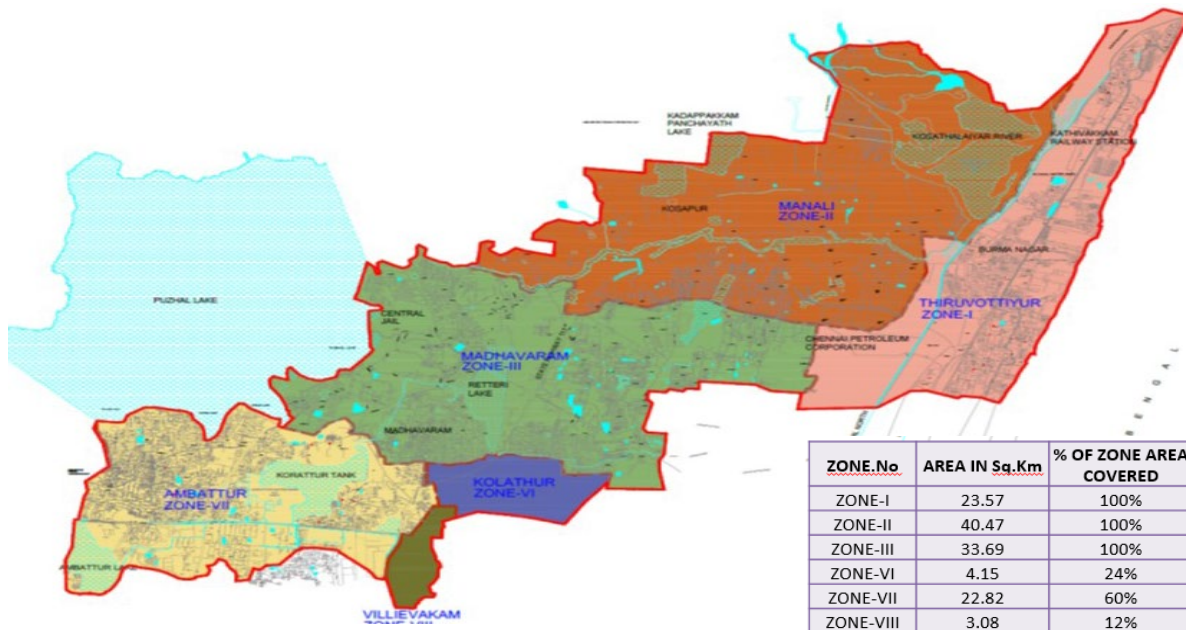 KADAPPAKKAM
PANCHAYATH
LAKE
KOSATHALAIYAR RIVER
KATHIVAKKAM
RAILWAY STATION
KOSAPUR
MANALI
ZONE-II
BURMA NAGAR
PUZHAL LAKE
THIRUVOTTIYUR
ZONE-I
CENTRAL
JAIL
CHENNAI PETROLEUM
CORPORATION
MADHAVARAM
ZONE-III
RETTERI
LAKE
MADHAVARAM
KORATTUR TANK
KOLATHUR
ZONE-VI
AMBATTUR
ZONE-VII
AMBATTUR LAKE
VILLIEVAKAM
ZONE-VIII
B E N G A L
ZONE.No AREA IN Sq.Km % OF ZONE AREA COVERED
ZONE-I 23.57 100%
ZONE-II 40.47 100%
ZONE-III 33.69 100%
ZONE-VI 4.15 24%
ZONE-VII 22.82 60%
ZONE-VIII 3.08 12%